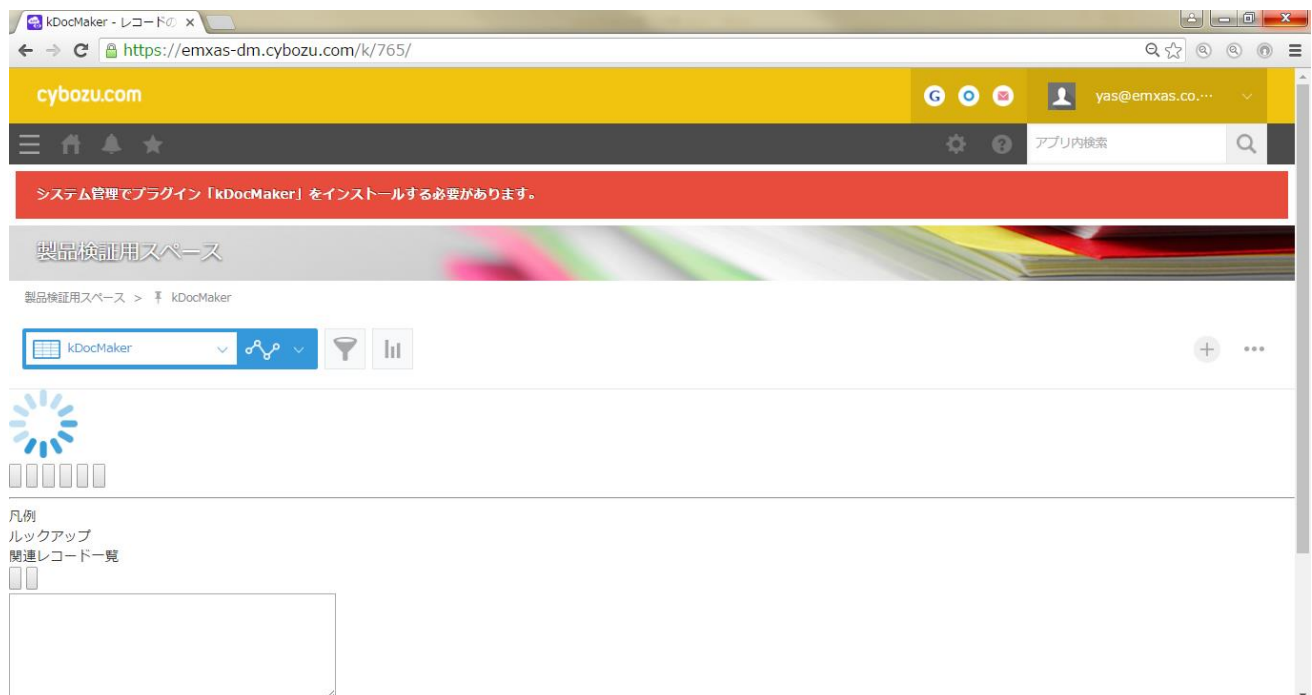 kDocMaker - レコードの
https://emxas-dm.cybozu.com/k/765/
cybozu.com
G
yas@emxas.co.…
アプリ内検索
システム管理でプラグイン「kDocMaker」をインストールする必要があります。
製品検証用スペース
製品検証用スペース > kDocMaker
kDocMaker
凡例
ルックアップ
関連レコード一覧